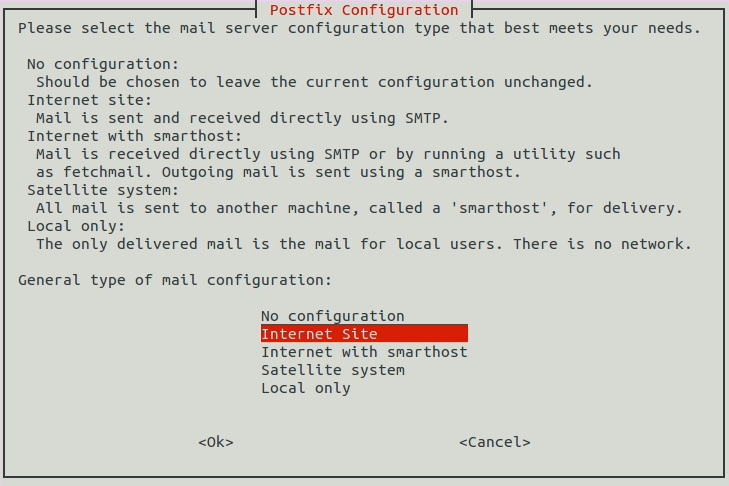 Postfix Configuration
Please select the mail server configuration type that best meets your needs.
No configuration:
Should be chosen to leave the current configuration unchanged.
Internet site:
Mail is sent and received directly using SMTP.
Internet with smarthost:
Mail is received directly using SMTP or by running a utility such
as fetchmail. Outgoing mail is sent using a smarthost.
Satellite system:
All mail is sent to another machine, called a 'smarthost', for delivery.
Local only:
The only delivered mail is the mail for local users. There is no network.
General type of mail configuration:
No configuration
Internet Site
Internet with smarthost
Satellite system
Local only
<Ok> <Cancel>